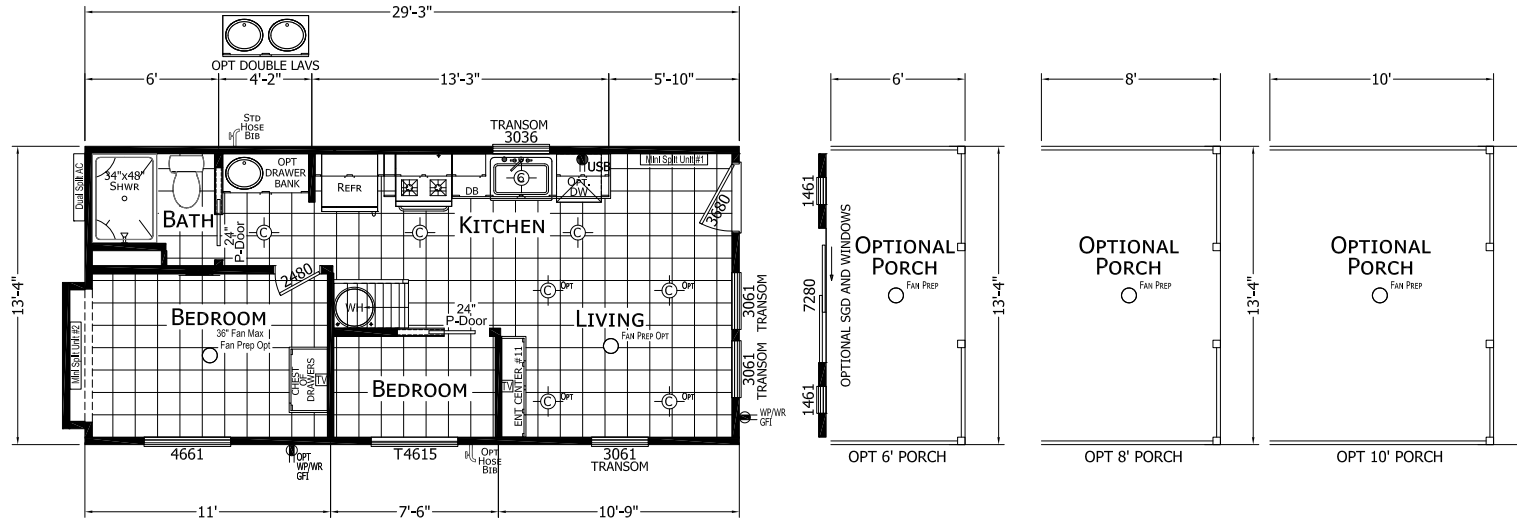 29'-3"
OPT DOUBLE LAVS
6'
4'-2"
13'-3"
5'-10"
6'
8'
10'
STD
HOSE
BIB
TRANSOM
3036
Dual Split AC
34"x48"
SHWR
OPT
DRAWER
BANK
REFR
DB
6
USB
OPT.
DW
Mini Split Unit #1
3680
BATH
24"
P-DOOR
C
C
C
KITCHEN
13'-4"
2480
BEDROOM
36" Fan Max
Fan Prep Opt
Mini Split Unit #2
CHEST
OF
DRAWERS
TV
WH
24"
P-DOOR
BEDROOM
ENT CENTER #11
TV
C OPT
C OPT
LIVING
FAN PREP OPT
C OPT
C OPT
3061
TRANSOM
3061
TRANSOM
WP/WR
GFI
4661
OPT
WP/WR
GFI
T4615
OPT
HOSE
BIB
3061
TRANSOM
11'
7'-6"
10'-9"
1461
7280
1461
OPTIONAL SGD AND WINDOWS
OPTIONAL
PORCH
FAN PREP
13'-4"
OPT 6' PORCH
OPTIONAL
PORCH
FAN PREP
13'-4"
OPT 8' PORCH
OPTIONAL
PORCH
FAN PREP
13'-4"
OPT 10' PORCH